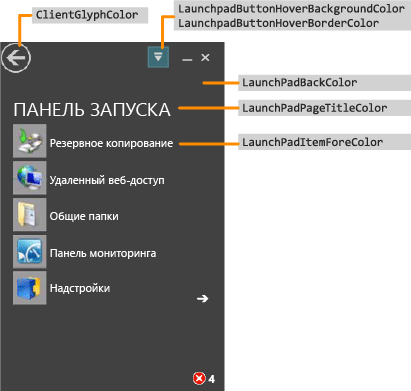 ClientGlyphColor
LaunchpadButtonHoverBackgroundColor
LaunchpadButtonHoverBorderColor
LaunchPadBackColor
ПАНЕЛЬ ЗАПУСКА
LaunchPadPageTitleColor
Резервное копирование
LaunchPadItemForeColor
Удаленный веб-доступ
Общие папки
Панель мониторинга
Надстройки
4